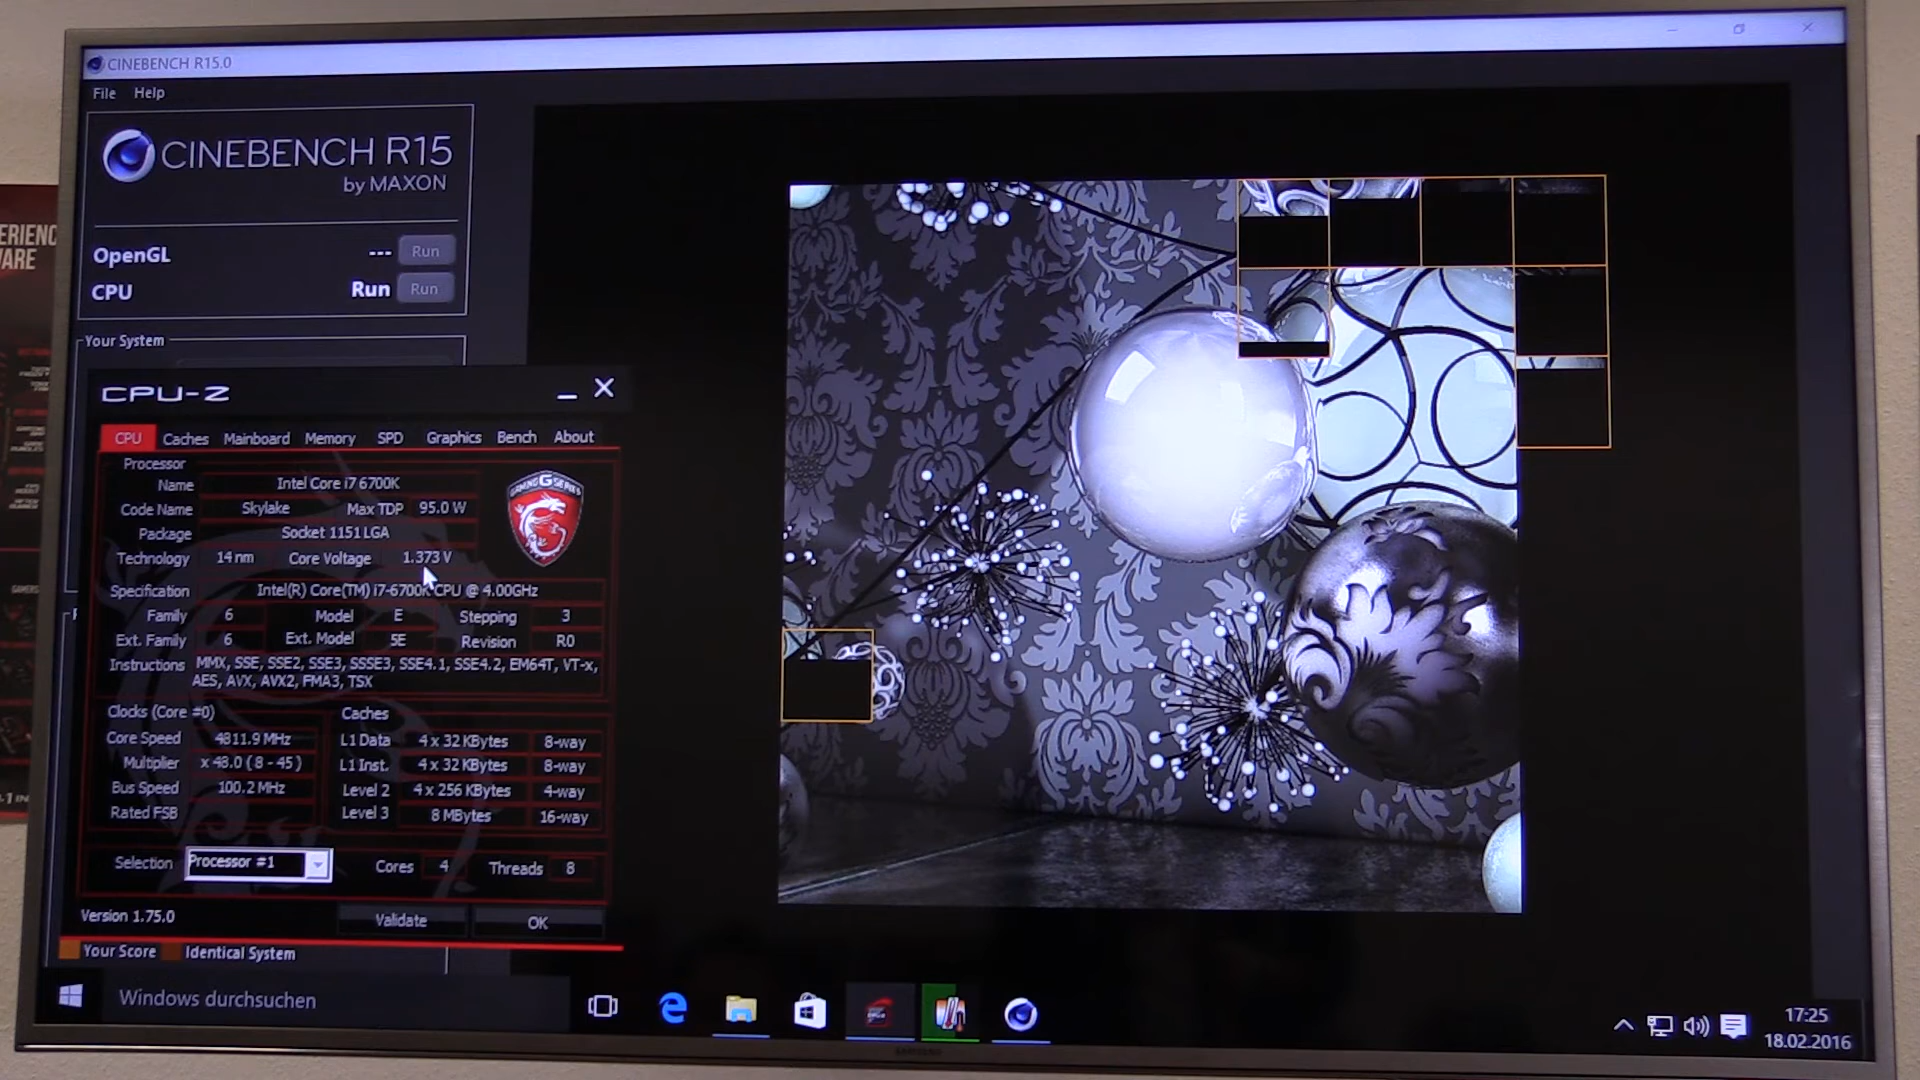 CINEBENCH R15.0
File Help
CINEBENCH R15
by MAXON
OpenGL --- Run
CPU Run Run
Your System
CPU-Z
CPU Caches Mainboard Memory SPD Graphics Bench About
Processor
Name Intel Core i7 6700K
Code Name Skylake Max TDP 95.0 W
Package Socket 1151 LGA
Technology 14 nm Core Voltage 1.373 V
Specification Intel(R) Core(TM) i7-6700K CPU @ 4.00GHz
Family 6 Model E Stepping 3
Ext. Family 6 Ext. Model 5E Revision R0
Instructions MMX, SSE, SSE2, SSE3, SSSE3, SSE4.1, SSE4.2, EM64T, VT-x,
AES, AVX, AVX2, FMA3, TSX
GAMING G SERIES
Clocks (Core #0) Caches
Core Speed 4811.9 MHz L1 Data 4 x 32 KBytes 8-way
Multiplier x 48.0 ( 8 - 45 ) L1 Inst. 4 x 32 KBytes 8-way
Bus Speed 100.2 MHz Level 2 4 x 256 KBytes 4-way
Rated FSB Level 3 8 MBytes 16-way
Selection Processor #1 Cores 4 Threads 8
Version 1.75.0 Validate OK
Your Score Identical System
Windows durchsuchen
17:25
18.02.2016
SAMSUNG